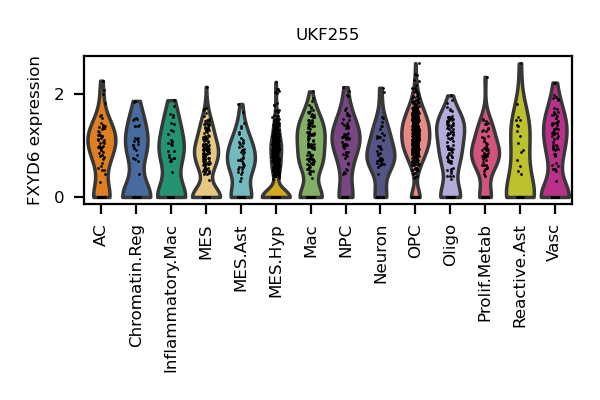 UKF255
FXYD6 expression
2
0
AC
Chromatin.Reg
Inflammatory.Mac
MES
MES.Ast
MES.Hyp
Mac
NPC
Neuron
OPC
Oligo
Prolif.Metab
Reactive.Ast
Vasc